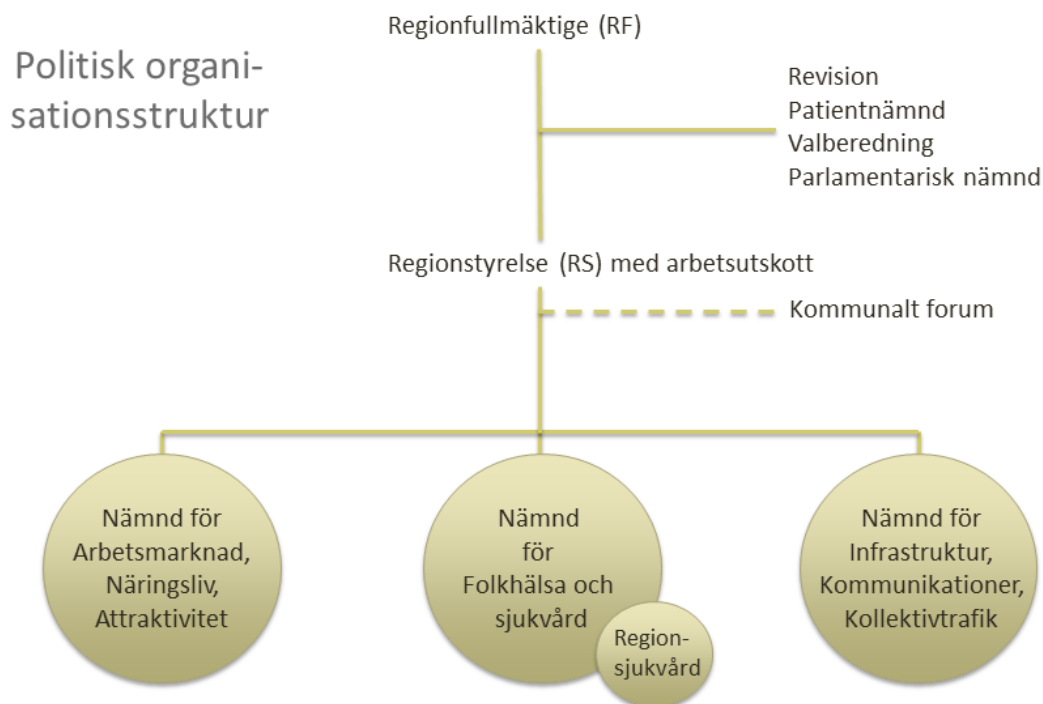 Politisk organi-
sationsstruktur
Regionfullmäktige (RF)
Revision
Patientnämnd
Valberedning
Parlamentarisk nämnd
Regionstyrelse (RS) med arbetsutskott
Kommunalt forum
Nämnd för
Arbetsmarknad,
Näringsliv,
Attraktivitet
Nämnd
för
Folkhälsa och
sjukvård
Region-
sjukvård
Nämnd för
Infrastruktur,
Kommunikationer,
Kollektivtrafik